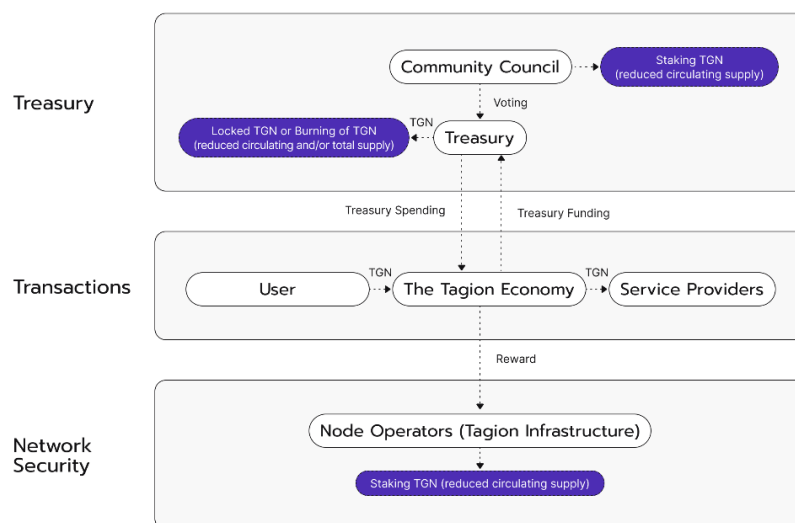 Treasury
Community Council
Staking TGN
(reduced circulating supply)
Voting
Locked TGN or Burning of TGN
(reduced circulating and/or total supply)
TGN
Treasury
Treasury Spending
Treasury Funding
Transactions
User
TGN
The Tagion Economy
TGN
Service Providers
Reward
Network
Security
Node Operators (Tagion Infrastructure)
Staking TGN (reduced circulating supply)